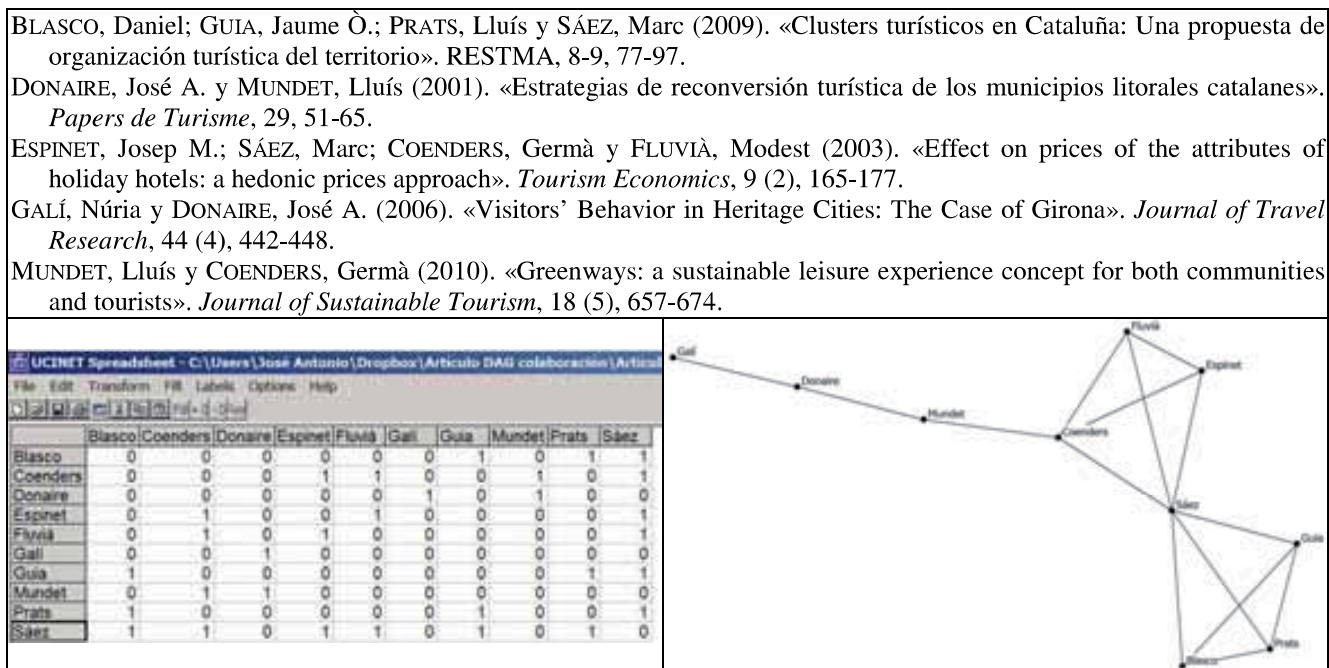 BLASCO, Daniel; GUIA, Jaume Ò.; PRATS, Lluís y SÁEZ, Marc (2009). «Clusters turísticos en Cataluña: Una propuesta de
organización turística del territorio». RESTMA, 8-9, 77-97.
DONAIRE, José A. y MUNDET, Lluís (2001). «Estrategias de reconversión turística de los municipios litorales catalanes».
Papers de Turisme, 29, 51-65.
ESPINET, Josep M.; SÁEZ, Marc; COENDERS, Germà y FLUVIÀ, Modest (2003). «Effect on prices of the attributes of
holiday hotels: a hedonic prices approach». Tourism Economics, 9 (2), 165-177.
GALÍ, Núria y DONAIRE, José A. (2006). «Visitors' Behavior in Heritage Cities: The Case of Girona». Journal of Travel
Research, 44 (4), 442-448.
MUNDET, Lluís y COENDERS, Germà (2010). «Greenways: a sustainable leisure experience concept for both communities
and tourists». Journal of Sustainable Tourism, 18 (5), 657-674.
UCINET Spreadsheet - C:\Users\José Antonio\Dropbox\Artículo DAG colaboración\Artícu
File Edit Transform Fill Labels Options Help
Blasco Coenders Donaire Espinet Fluviá Galí Guia Mundet Prats Sáez
Blasco 0 0 0 0 0 0 1 0 1 1
Coenders 0 0 0 1 1 0 0 1 0 1
Donaire 0 0 0 0 0 1 0 1 0 0
Espinet 0 1 0 0 1 0 0 0 0 1
Fluviá 0 1 0 1 0 0 0 0 0 1
Galí 0 0 1 0 0 0 0 0 0 0
Guia 1 0 0 0 0 0 0 0 1 1
Mundet 0 1 1 0 0 0 0 0 0 0
Prats 1 0 0 0 0 0 1 0 0 1
Sáez 1 1 0 1 1 0 1 0 1 0
Fluviá
Galí
Espinet
Donaire
Mundet
Coenders
Sáez
Guia
Prats
Blasco